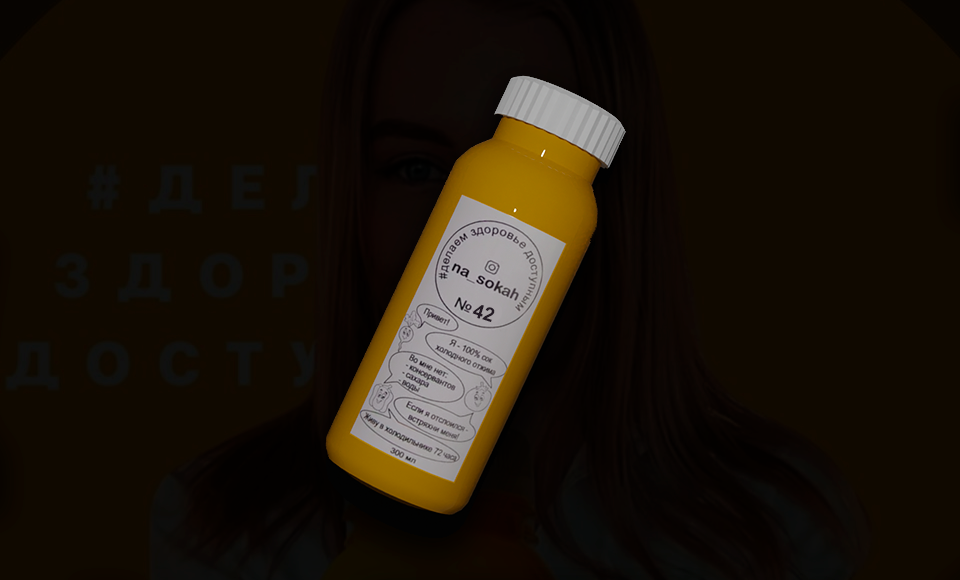 #ДЕЛ
ЗДОР
ДОСТУ
#делаем здоровье доступным
na_sokah
№42
Привет!
Я - 100% сок
холодного отжима
Во мне нет:
- консервантов
- сахара
воды
Если я отстоился -
встряхни меня!
Живу в холодильнике 72 часа
300 мл